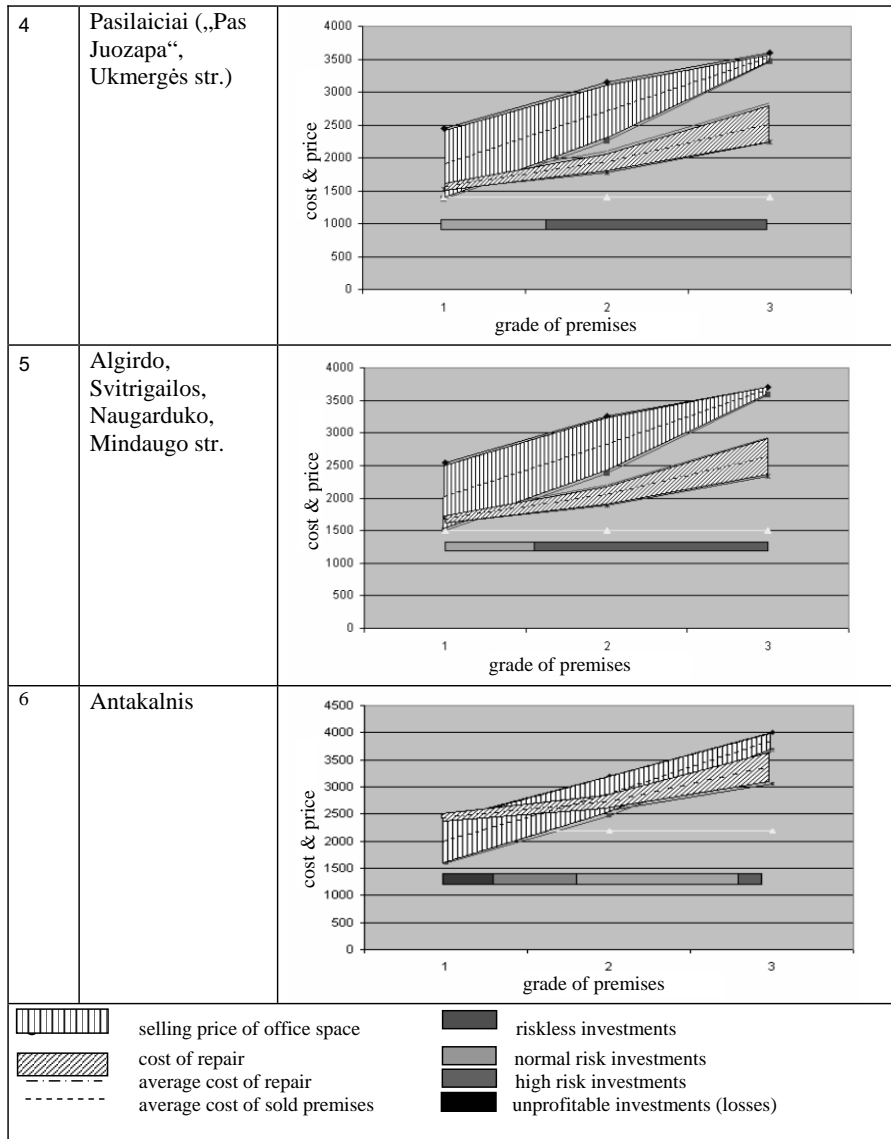 4
Pasilaiciai („Pas
Juozapa“,
Ukmergės str.)
cost & price
4000
3500
3000
2500
2000
1500
1000
500
0
1 2 3
grade of premises
5
Algirdo,
Svitrigailos,
Naugarduko,
Mindaugo str.
cost & price
4000
3500
3000
2500
2000
1500
1000
500
0
1 2 3
grade of premises
6
Antakalnis
cost & price
4500
4000
3500
3000
2500
2000
1500
1000
500
0
1 2 3
grade of premises
selling price of office space
cost of repair
average cost of repair
average cost of sold premises
riskless investments
normal risk investments
high risk investments
unprofitable investments (losses)